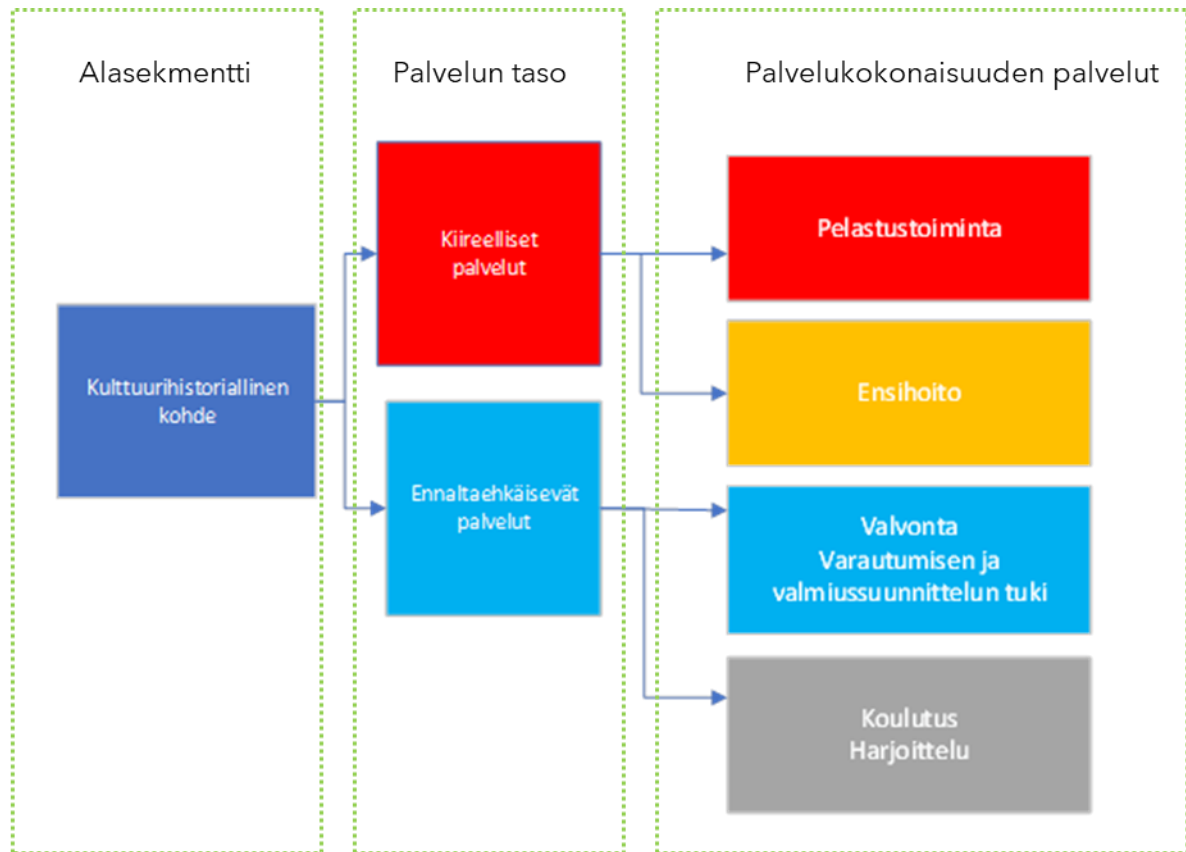 Alasekmentti
Palvelun taso
Palvelukokonaisuuden palvelut
Kulttuurihistoriallinen
kohde
Kiireelliset
palvelut
Ennaltaehkäisevät
palvelut
Pelastustoiminta
Ensihoito
Valvonta
Varautumisen ja
valmiussuunnittelun tuki
Koulutus
Harjoittelu